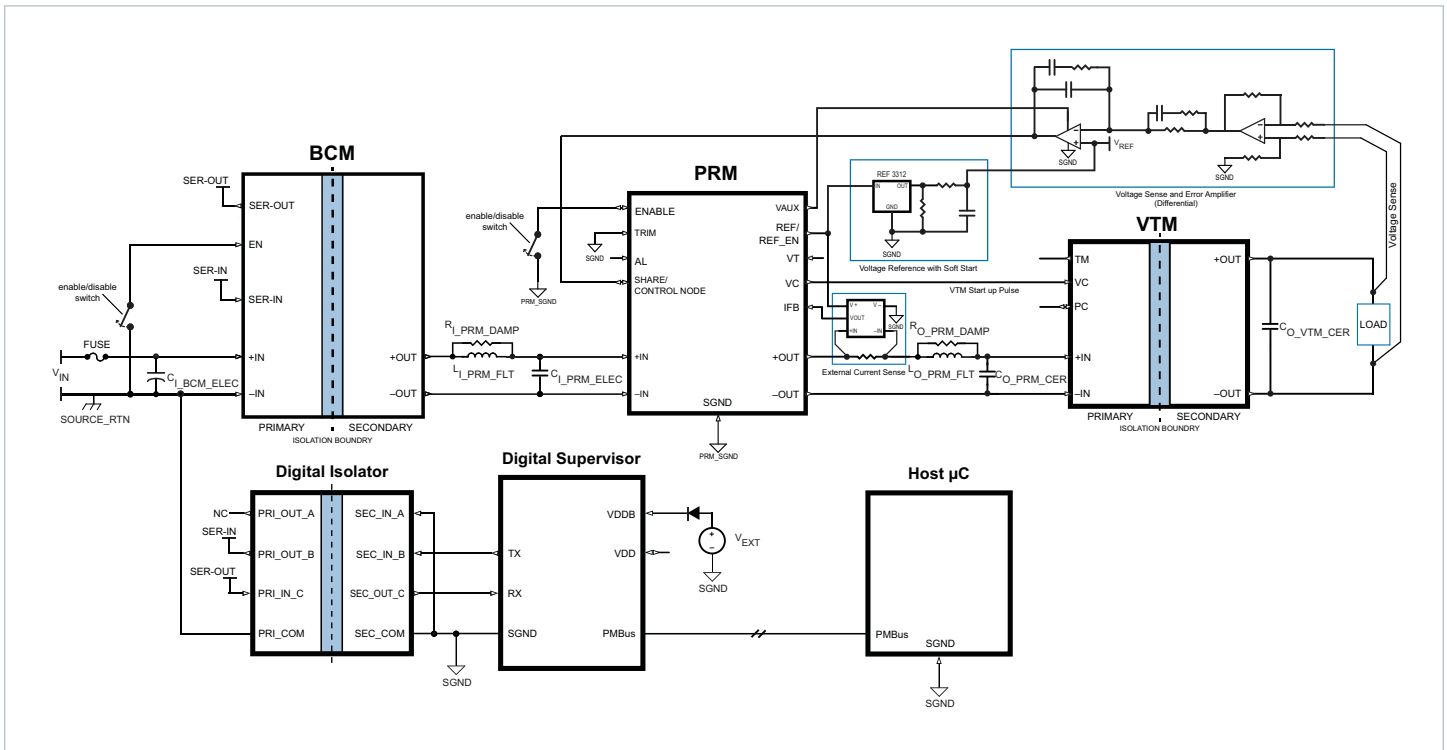 BCM
SER-OUT
SER-OUT
EN
SER-IN
SER-IN
enable/disable
switch
FUSE
V_IN
C_I_BCM_ELEC
SOURCE_RTN
+IN
–IN
+OUT
–OUT
PRIMARY
SECONDARY
ISOLATION BOUNDRY
R_I_PRM_DAMP
L_I_PRM_FLT
C_I_PRM_ELEC
PRM
enable/disable
switch
PRM_SGND
SGND
ENABLE
TRIM
AL
SHARE/
CONTROL NODE
+IN
–IN
SGND
PRM_SGND
VAUX
REF/
REF_EN
VT
VC
IFB
+OUT
–OUT
REF 3312
IN
OUT
GND
SGND
Voltage Reference with Soft Start
V+
V–
VOUT
+IN
–IN
SGND
External Current Sense
VTM Start up Pulse
R_O_PRM_DAMP
L_O_PRM_FLT
C_O_PRM_CER
SGND
V_REF
SGND
Voltage Sense and Error Amplifier
(Differential)
Voltage Sense
VTM
TM
VC
PC
+IN
–IN
+OUT
–OUT
PRIMARY
SECONDARY
ISOLATION BOUNDRY
C_O_VTM_CER
LOAD
Digital Isolator
NC
SER-IN
SER-OUT
PRI_OUT_A
PRI_OUT_B
PRI_IN_C
PRI_COM
SEC_IN_A
SEC_IN_B
SEC_OUT_C
SEC_COM
SGND
Digital Supervisor
TX
RX
SGND
VDDB
VDD
PMBus
V_EXT
SGND
Host µC
PMBus
SGND
SGND